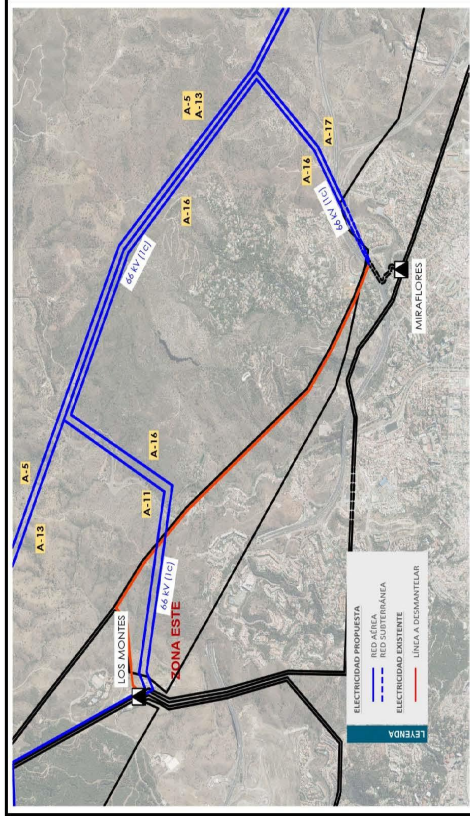 A-5
A-13
A-16
66 kV (1c)
A-16
A-17
66 kV (1c)
MIRAFLORES
A-5
A-13
A-16
A-11
66 kV (1c)
LOS MONTES
ZONA ESTE
LEYENDA
ELECTRICIDAD PROPUESTA
RED AÉREA
RED SUBTERRÁNEA
ELECTRICIDAD EXISTENTE
LÍNEA A DESMANTELAR